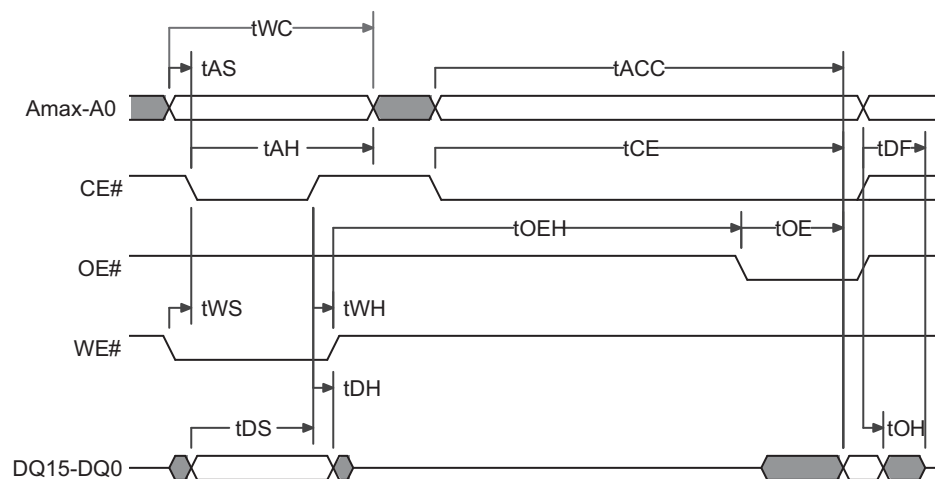 tWC
tAS
tACC
Amax-A0
tAH
tCE
tDF
CE#
tOEH
tOE
OE#
tWS
tWH
WE#
tDH
tDS
tOH
DQ15-DQ0